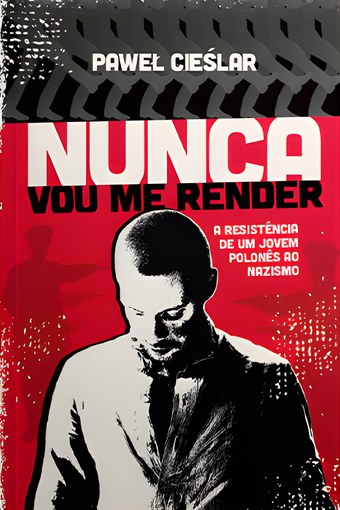 PAWEŁ CIEŚLAR
NUNCA
VOU ME RENDER
A RESISTÊNCIA
DE UM JOVEM
POLONÊS AO
NAZISMO